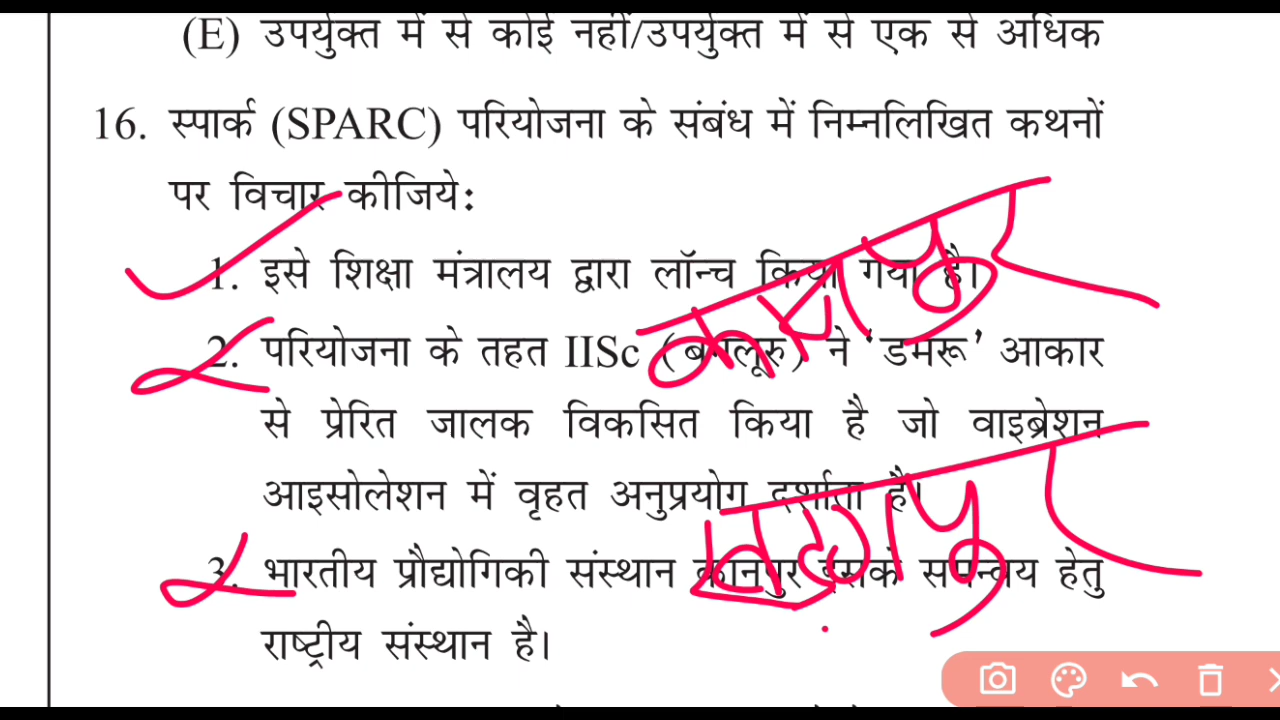 (E) उपर्युक्त में से कोई नहीं/उपर्युक्त में से एक से अधिक
16. स्पार्क (SPARC) परियोजना के संबंध में निम्नलिखित कथनों
पर विचार कीजिये:
1. इसे शिक्षा मंत्रालय द्वारा लॉन्च किया गया है।
2. परियोजना के तहत IISc (बंगलूरु) ने ‘डमरू’ आकार
से प्रेरित जालक विकसित किया है जो वाइब्रेशन
आइसोलेशन में वृहत अनुप्रयोग दर्शाता है।
3. भारतीय प्रौद्योगिकी संस्थान कानपुर इसके समन्वय हेतु
राष्ट्रीय संस्थान है।
कानपुर
खड़गपुर